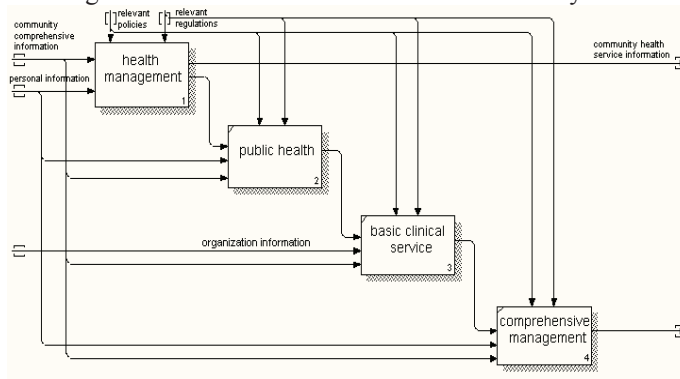 relevant
policies
relevant
regulations
community
comprehensive
information
community health
service information
personal information
health
management
1
public health
2
organization information
basic clinical
service
3
comprehensive
management
4